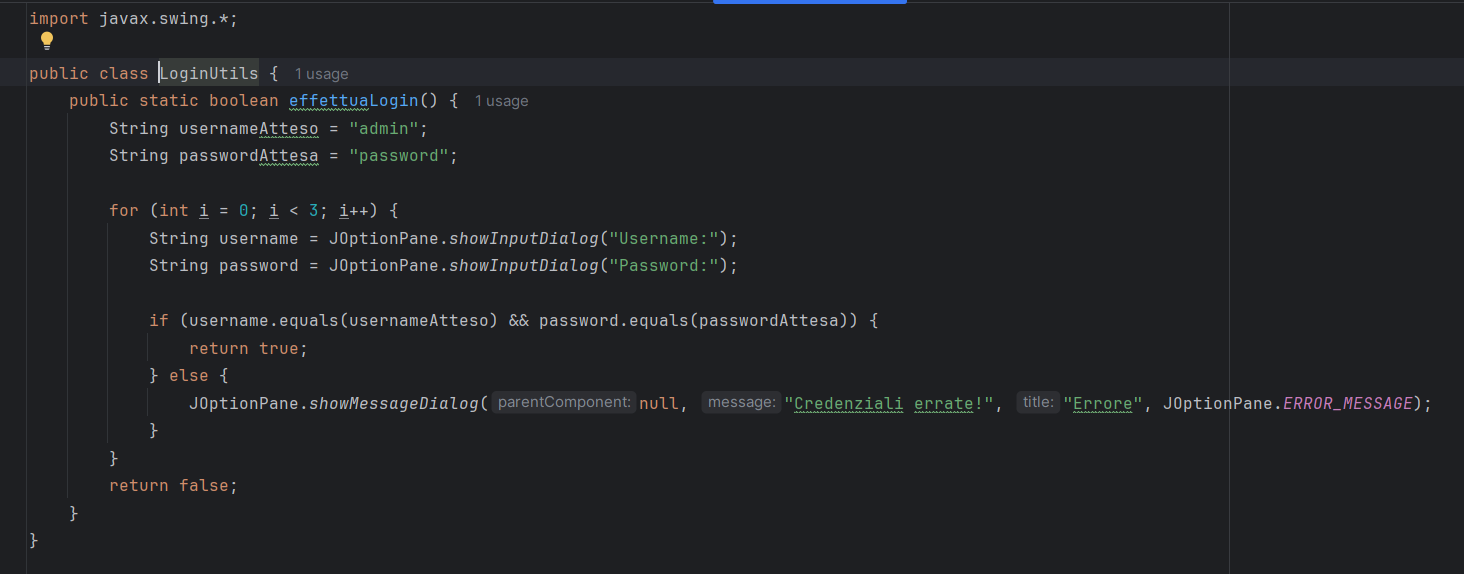 import javax.swing.*;
public class LoginUtils { 1 usage
public static boolean effettuaLogin() { 1 usage
String usernameAtteso = "admin";
String passwordAttesa = "password";
for (int i = 0; i < 3; i++) {
String username = JOptionPane.showInputDialog("Username:");
String password = JOptionPane.showInputDialog("Password:");
if (username.equals(usernameAtteso) && password.equals(passwordAttesa)) {
return true;
} else {
JOptionPane.showMessageDialog( parentComponent: null, message: "Credenziali errate!", title: "Errore", JOptionPane.ERROR_MESSAGE);
}
}
return false;
}
}